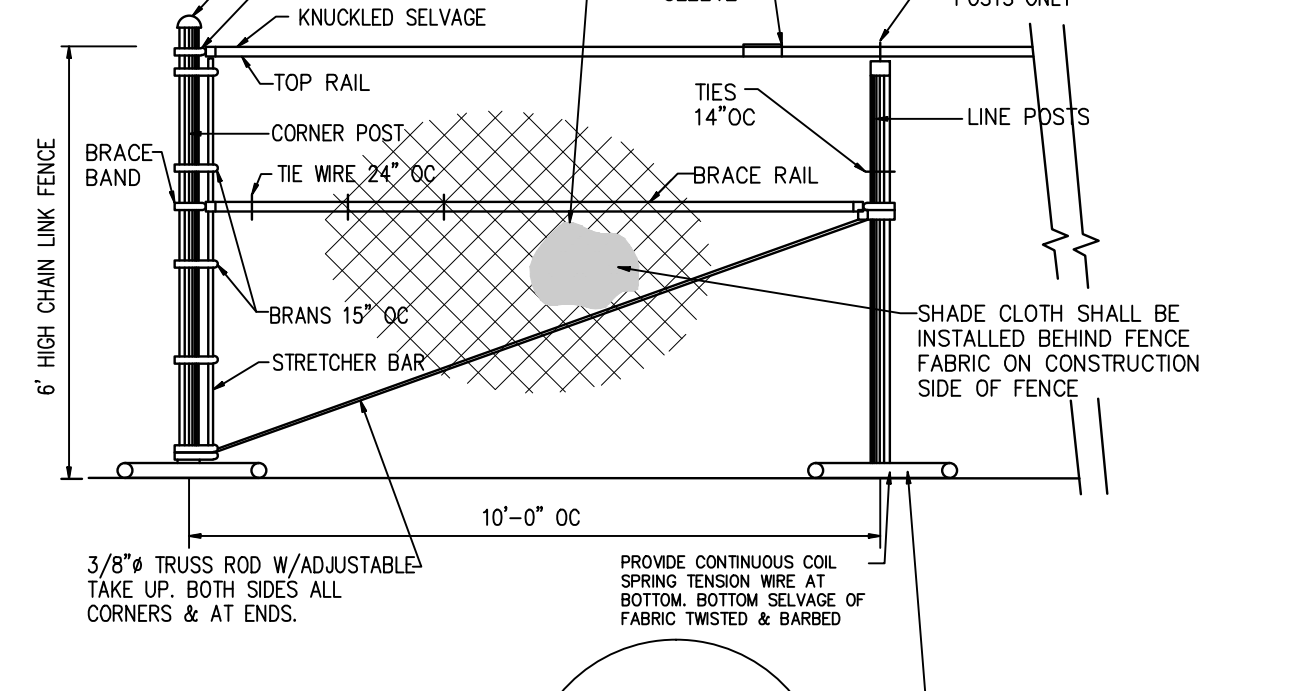 POSTS ONLY
KNUCKLED SELVAGE
TOP RAIL
TIES
14"OC
LINE POSTS
CORNER POST
BRACE
BAND
TIE WIRE 24" OC
BRACE RAIL
6' HIGH CHAIN LINK FENCE
BRANS 15" OC
SHADE CLOTH SHALL BE
INSTALLED BEHIND FENCE
FABRIC ON CONSTRUCTION
SIDE OF FENCE
STRETCHER BAR
10'-0" OC
3/8"ø TRUSS ROD W/ADJUSTABLE
TAKE UP. BOTH SIDES ALL
CORNERS & AT ENDS.
PROVIDE CONTINUOUS COIL
SPRING TENSION WIRE AT
BOTTOM. BOTTOM SELVAGE OF
FABRIC TWISTED & BARBED